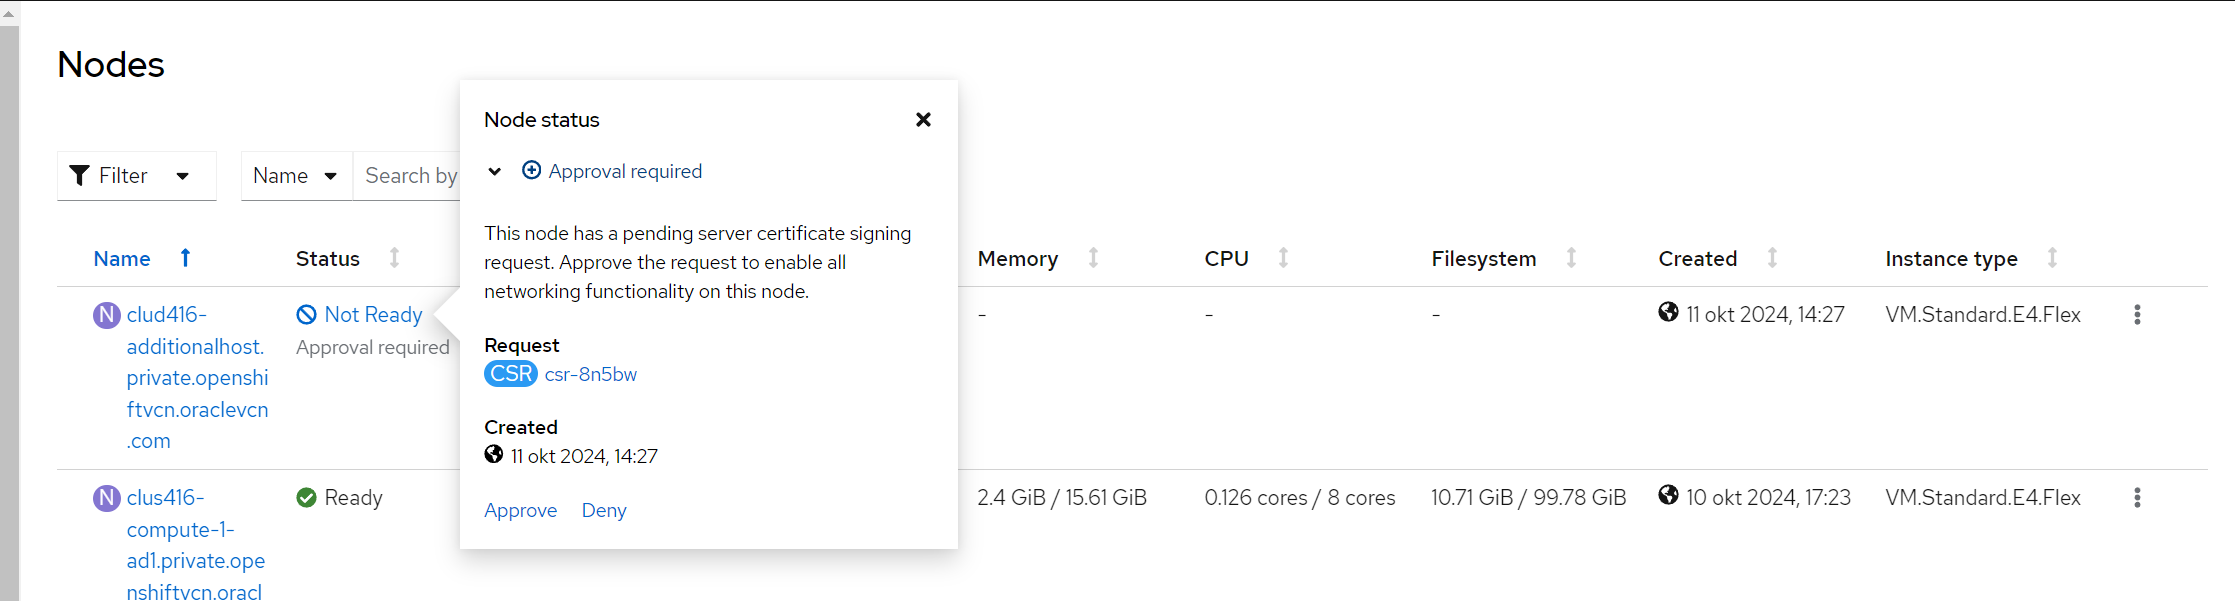 Nodes
Filter
Name
Search by
Node status
Approval required
This node has a pending server certificate signing
request. Approve the request to enable all
networking functionality on this node.
Request
CSR csr-8n5bw
Created
11 okt 2024, 14:27
Approve Deny
Name Status Memory CPU Filesystem Created Instance type
N clud416- Not Ready - - - 11 okt 2024, 14:27 VM.Standard.E4.Flex
additionalhost. Approval required
private.openshi
ftvcn.oraclevcn
.com
N clus416- Ready 2.4 GiB / 15.61 GiB 0.126 cores / 8 cores 10.71 GiB / 99.78 GiB 10 okt 2024, 17:23 VM.Standard.E4.Flex
compute-1-
ad1.private.ope
nshiftvcn.oracl